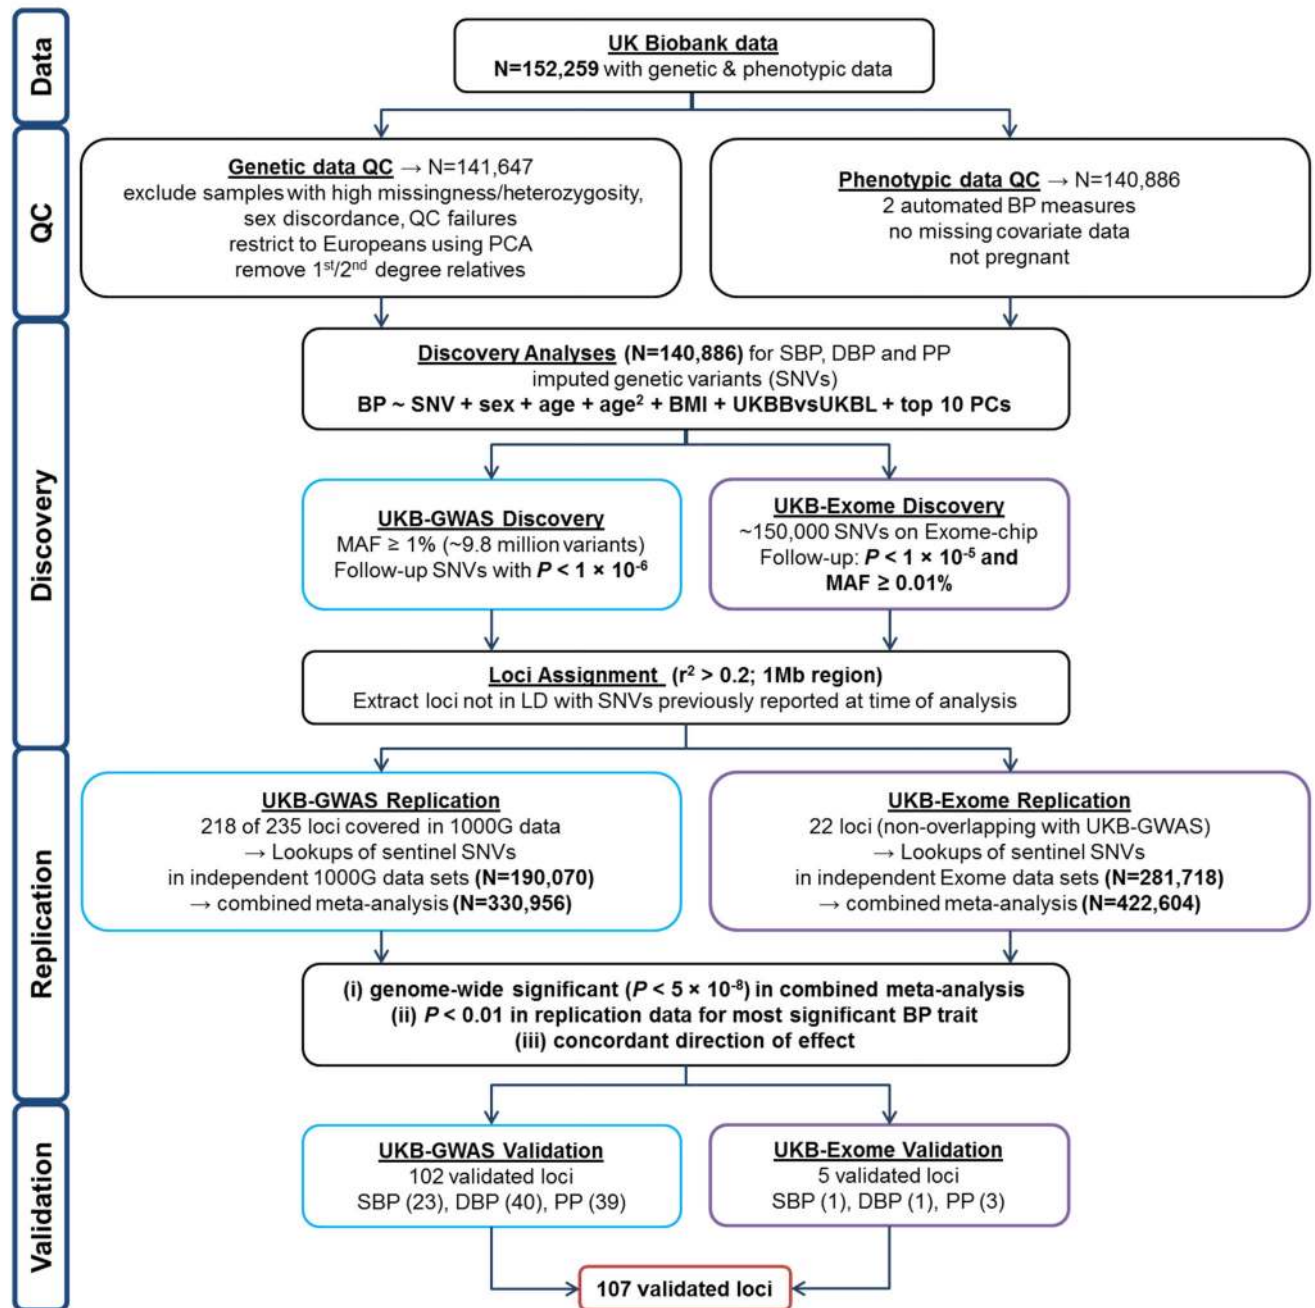 Data
UK Biobank data
N=152,259 with genetic & phenotypic data
QC
Genetic data QC → N=141,647
exclude samples with high missingness/heterozygosity,
sex discordance, QC failures
restrict to Europeans using PCA
remove 1st/2nd degree relatives
Phenotypic data QC → N=140,886
2 automated BP measures
no missing covariate data
not pregnant
Discovery
Discovery Analyses (N=140,886) for SBP, DBP and PP
imputed genetic variants (SNVs)
BP ~ SNV + sex + age + age² + BMI + UKBBvsUKBL + top 10 PCs
UKB-GWAS Discovery
MAF ≥ 1% (~9.8 million variants)
Follow-up SNVs with P < 1 × 10⁻⁶
UKB-Exome Discovery
~150,000 SNVs on Exome-chip
Follow-up: P < 1 × 10⁻⁵ and
MAF ≥ 0.01%
Loci Assignment (r² > 0.2; 1Mb region)
Extract loci not in LD with SNVs previously reported at time of analysis
Replication
UKB-GWAS Replication
218 of 235 loci covered in 1000G data
→ Lookups of sentinel SNVs
in independent 1000G data sets (N=190,070)
→ combined meta-analysis (N=330,956)
UKB-Exome Replication
22 loci (non-overlapping with UKB-GWAS)
→ Lookups of sentinel SNVs
in independent Exome data sets (N=281,718)
→ combined meta-analysis (N=422,604)
(i) genome-wide significant (P < 5 × 10⁻⁸) in combined meta-analysis
(ii) P < 0.01 in replication data for most significant BP trait
(iii) concordant direction of effect
Validation
UKB-GWAS Validation
102 validated loci
SBP (23), DBP (40), PP (39)
UKB-Exome Validation
5 validated loci
SBP (1), DBP (1), PP (3)
107 validated loci